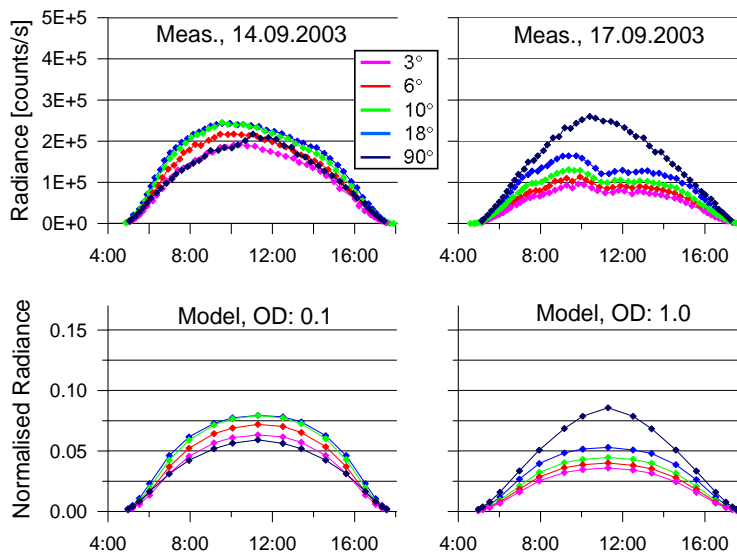 Meas., 14.09.2003
Meas., 17.09.2003
Radiance [counts/s]
5E+5
4E+5
3E+5
2E+5
1E+5
0E+0
3°
6°
10°
18°
90°
4:00 8:00 12:00 16:00
4:00 8:00 12:00 16:00
Model, OD: 0.1
Model, OD: 1.0
Normalised Radiance
0.15
0.10
0.05
0.00
4:00 8:00 12:00 16:00
4:00 8:00 12:00 16:00